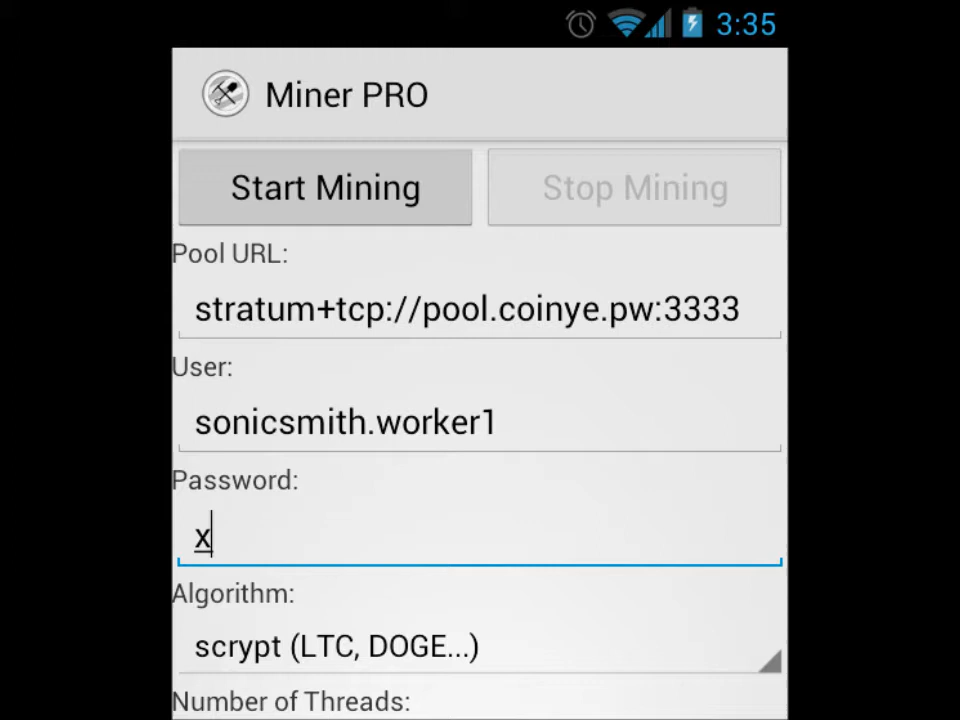 3:35
Miner PRO
Start Mining Stop Mining
Pool URL:
stratum+tcp://pool.coinye.pw:3333
User:
sonicsmith.worker1
Password:
x
Algorithm:
scrypt (LTC, DOGE...)
Number of Threads: